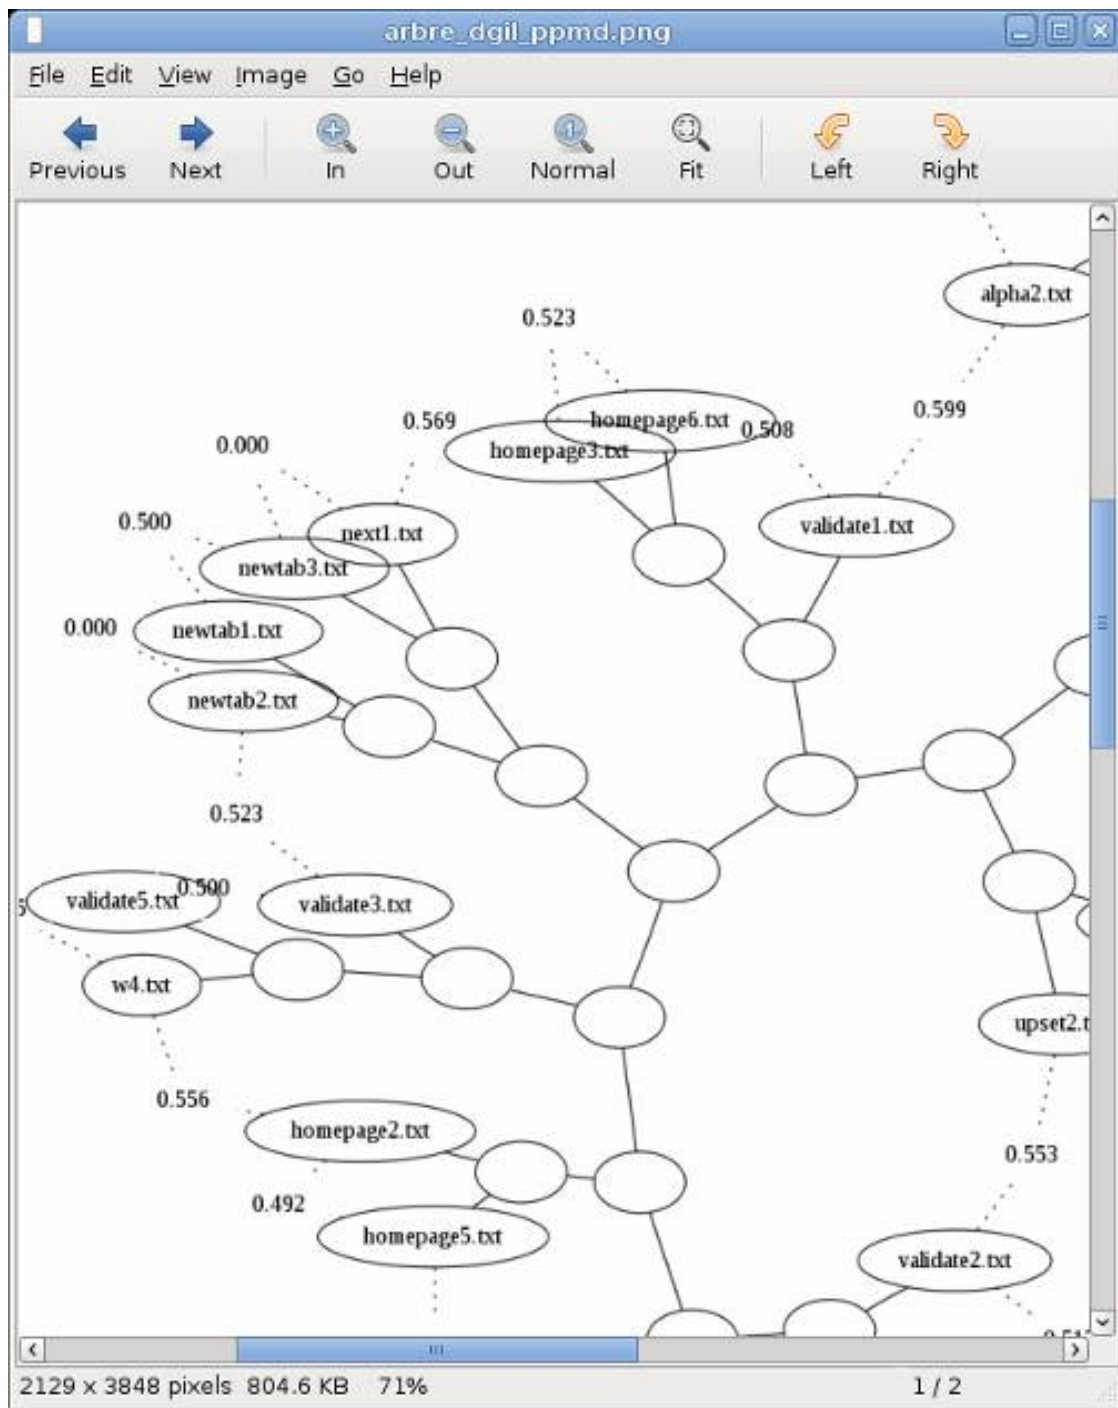 arbre_dgil_ppmd.png
File Edit View Image Go Help
Previous Next In Out Normal Fit Left Right
alpha2.txt
0.523
0.599
0.569
homepage6.txt
0.508
0.000
homepage3.txt
0.500
next1.txt
validate1.txt
newtab3.txt
0.000
newtab1.txt
newtab2.txt
0.523
0.500
validate5.txt
validate3.txt
w4.txt
upset2.t
0.556
homepage2.txt
0.553
0.492
homepage5.txt
validate2.txt
2129 x 3848 pixels 804.6 KB 71% 1 / 2